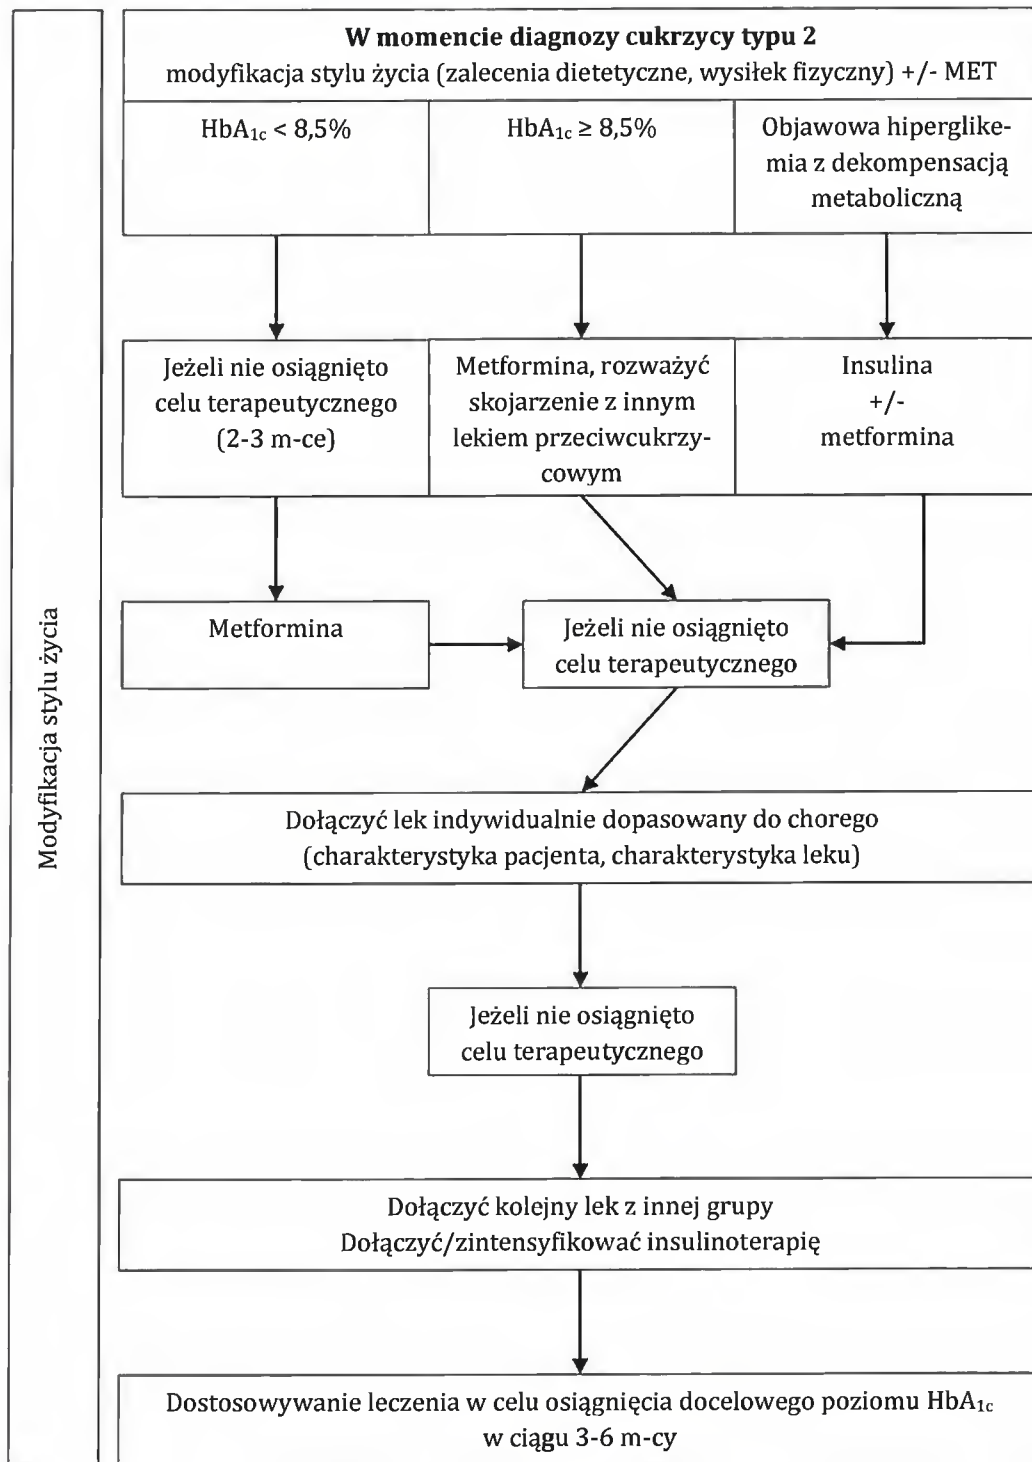 Modyfikacja stylu życia
W momencie diagnozy cukrzycy typu 2
modyfikacja stylu życia (zalecenia dietetyczne, wysiłek fizyczny) +/- MET
HbA1c < 8,5%
HbA1c ≥ 8,5%
Objawowa hiperglike-
mia z dekompensacją
metaboliczną
Jeżeli nie osiągnięto
celu terapeutycznego
(2-3 m-ce)
Metformina, rozważyć
skojarzenie z innym
lekiem przeciwcukrzy-
cowym
Insulina
+/-
metformina
Metformina
Jeżeli nie osiągnięto
celu terapeutycznego
Dołączyć lek indywidualnie dopasowany do chorego
(charakterystyka pacjenta, charakterystyka leku)
Jeżeli nie osiągnięto
celu terapeutycznego
Dołączyć kolejny lek z innej grupy
Dołączyć/zintensyfikować insulinoterapię
Dostosowywanie leczenia w celu osiągnięcia docelowego poziomu HbA1c
w ciągu 3-6 m-cy